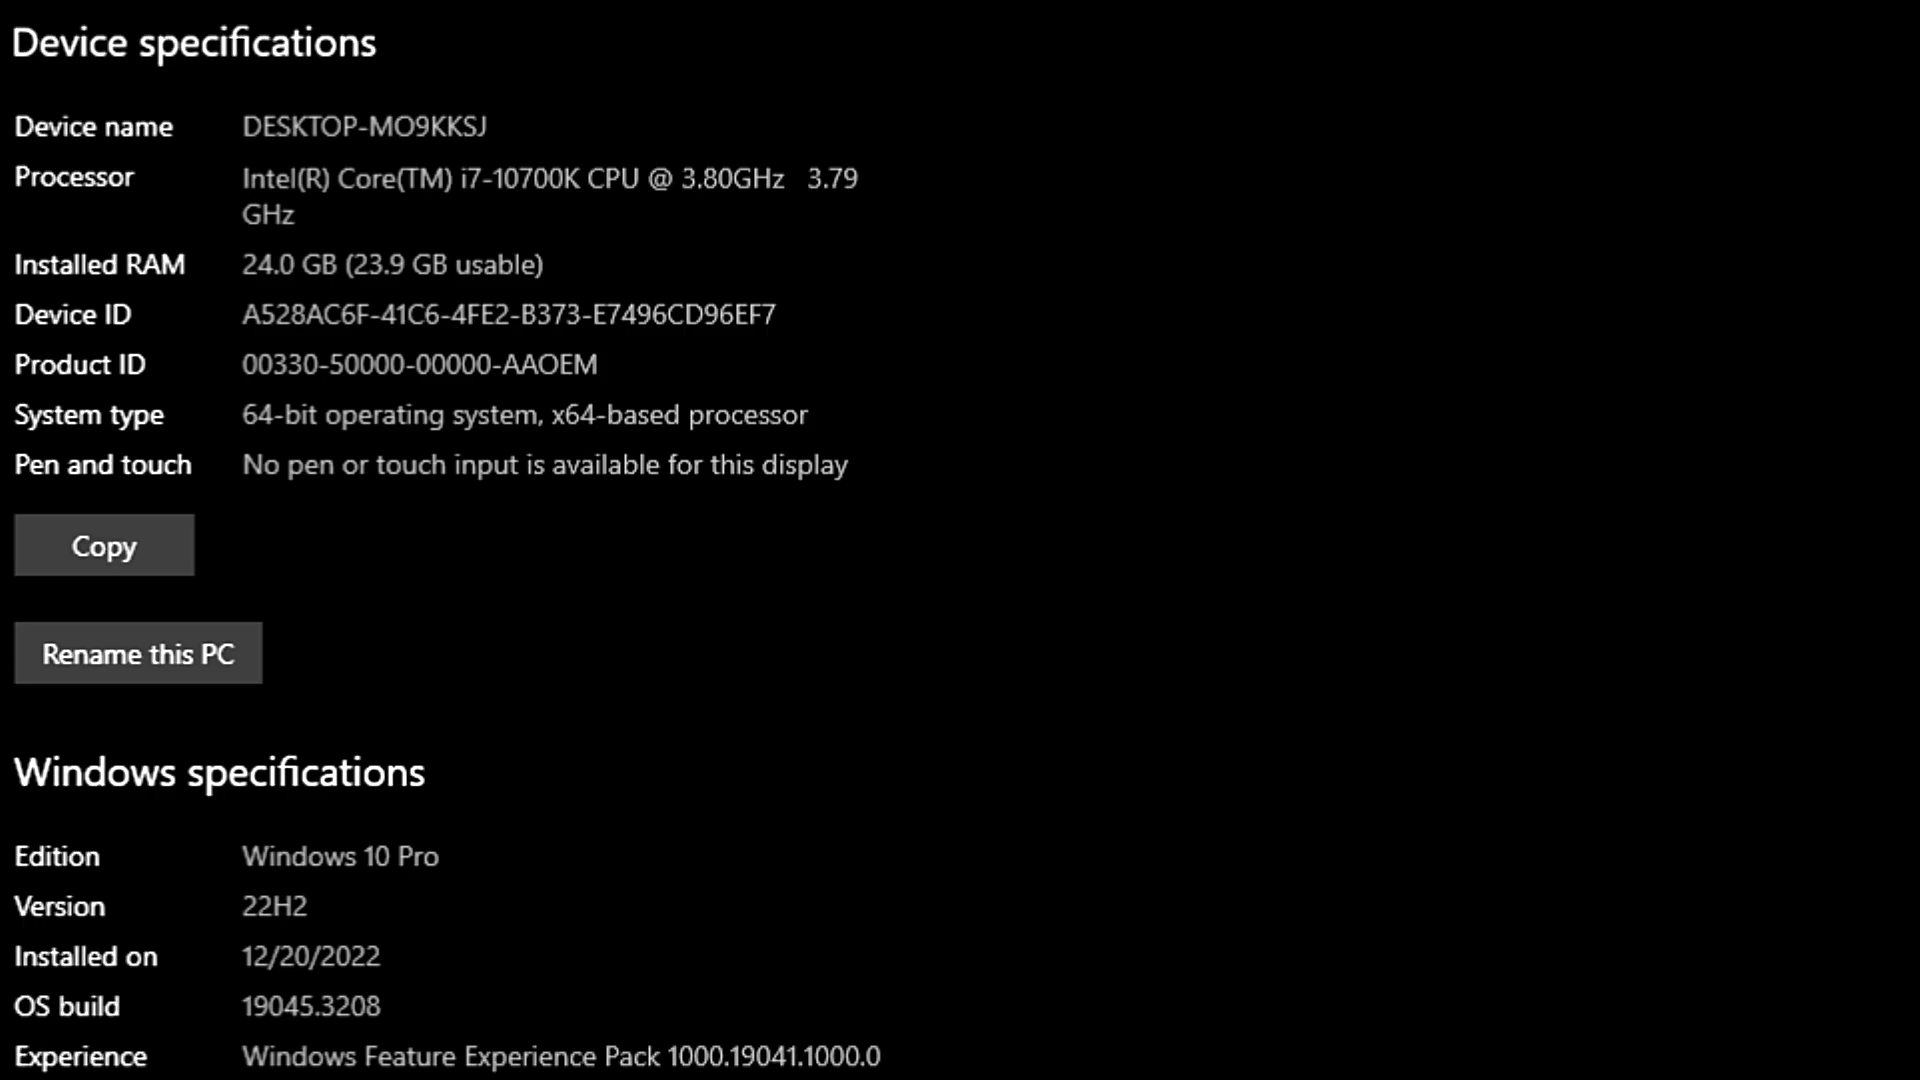 Device specifications
Device name DESKTOP-MO9KKSJ
Processor Intel(R) Core(TM) i7-10700K CPU @ 3.80GHz 3.79
GHz
Installed RAM 24.0 GB (23.9 GB usable)
Device ID A528AC6F-41C6-4FE2-B373-E7496CD96EF7
Product ID 00330-50000-00000-AAOEM
System type 64-bit operating system, x64-based processor
Pen and touch No pen or touch input is available for this display
Copy
Rename this PC
Windows specifications
Edition Windows 10 Pro
Version 22H2
Installed on 12/20/2022
OS build 19045.3208
Experience Windows Feature Experience Pack 1000.19041.1000.0